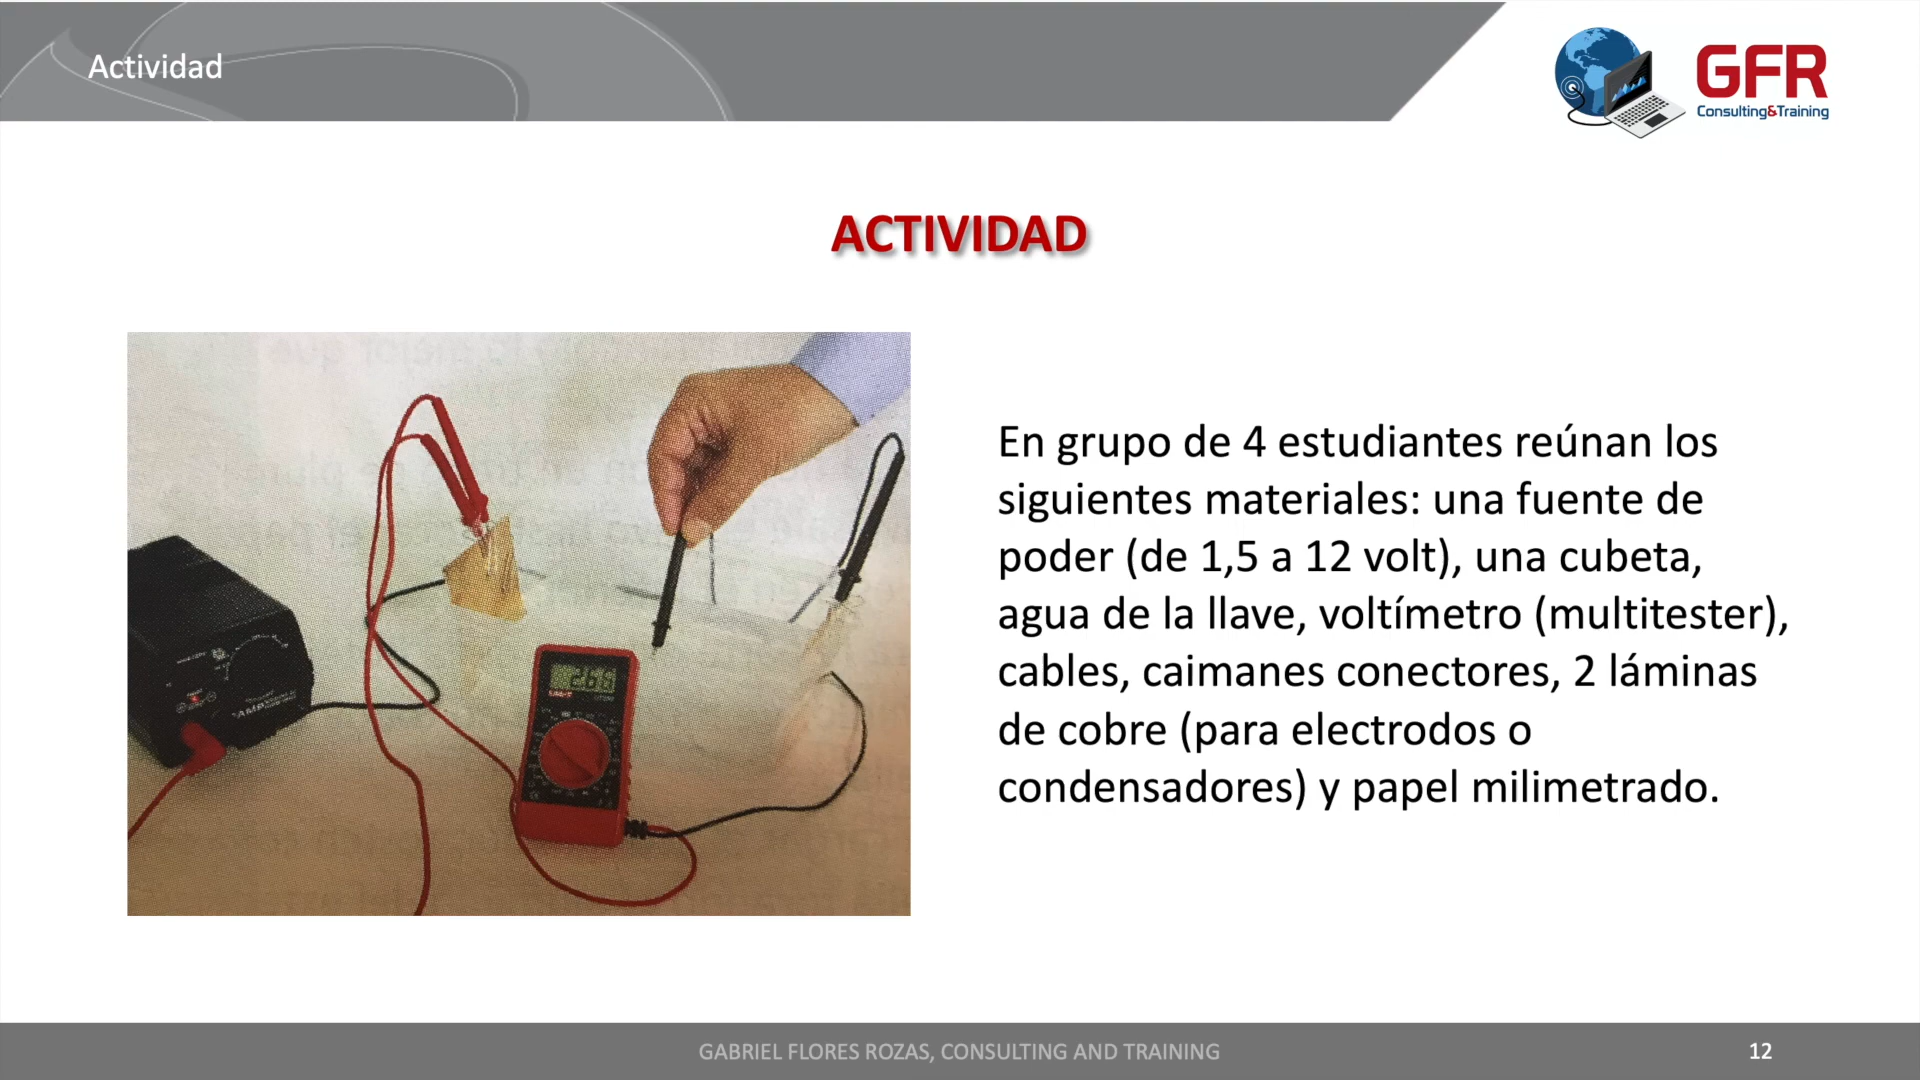 Actividad
GFR
Consulting&Training
ACTIVIDAD
266
En grupo de 4 estudiantes reúnan los
siguientes materiales: una fuente de
poder (de 1,5 a 12 volt), una cubeta,
agua de la llave, voltímetro (multitester),
cables, caimanes conectores, 2 láminas
de cobre (para electrodos o
condensadores) y papel milimetrado.
GABRIEL FLORES ROZAS, CONSULTING AND TRAINING
12